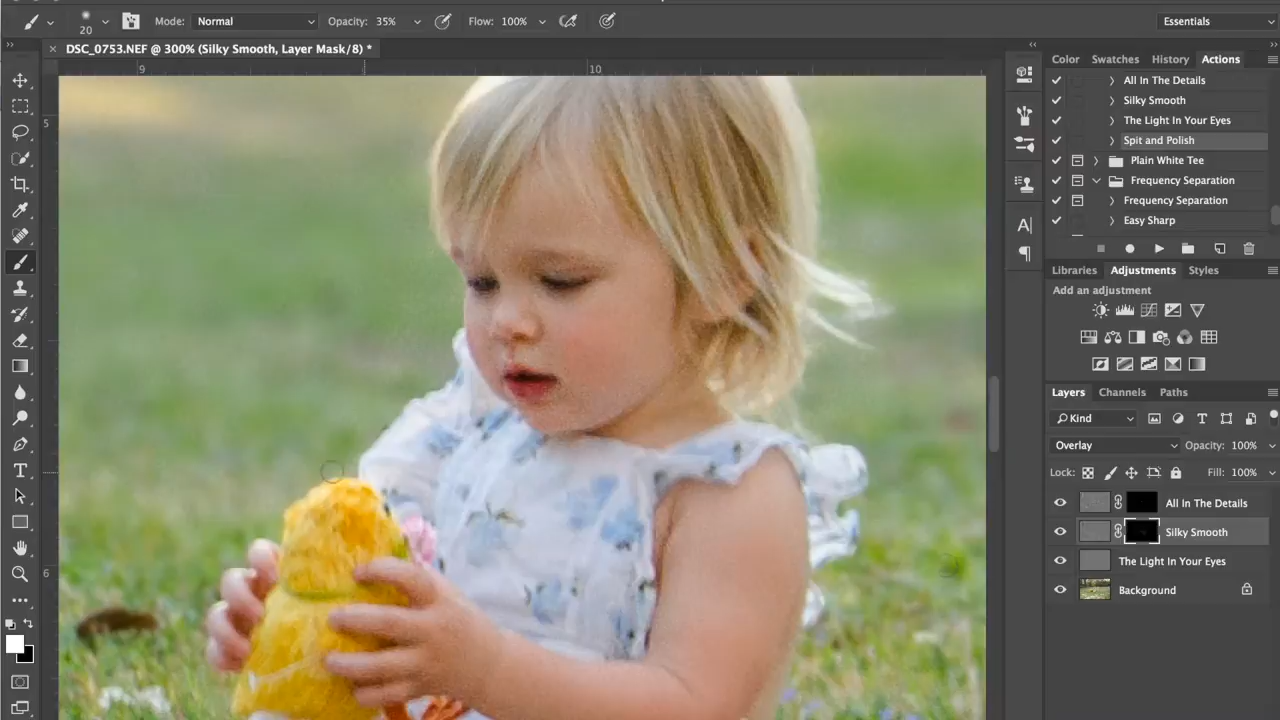 20 Mode: Normal Opacity: 35% Flow: 100% Essentials
DSC_0753.NEF @ 300% (Silky Smooth, Layer Mask/8) *
9 10
5
6
Color Swatches History Actions
All In The Details
Silky Smooth
The Light In Your Eyes
Spit and Polish
Plain White Tee
Frequency Separation
Frequency Separation
Easy Sharp
Libraries Adjustments Styles
Add an adjustment
Layers Channels Paths
Kind
Overlay Opacity: 100%
Lock: Fill: 100%
All In The Details
Silky Smooth
The Light In Your Eyes
Background